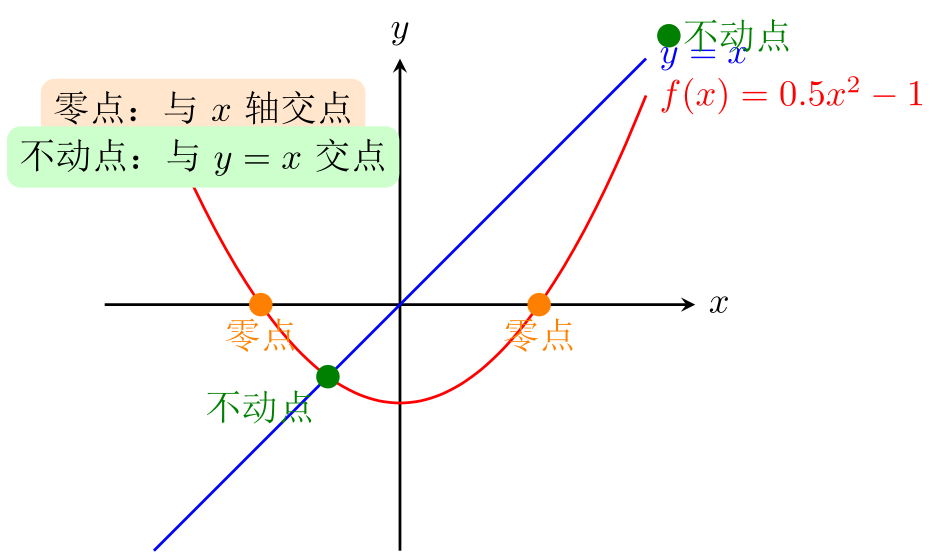 y
不动点
y = x
零点：与 x 轴交点
f(x) = 0.5x² − 1
不动点：与 y = x 交点
x
零点
零点
不动点